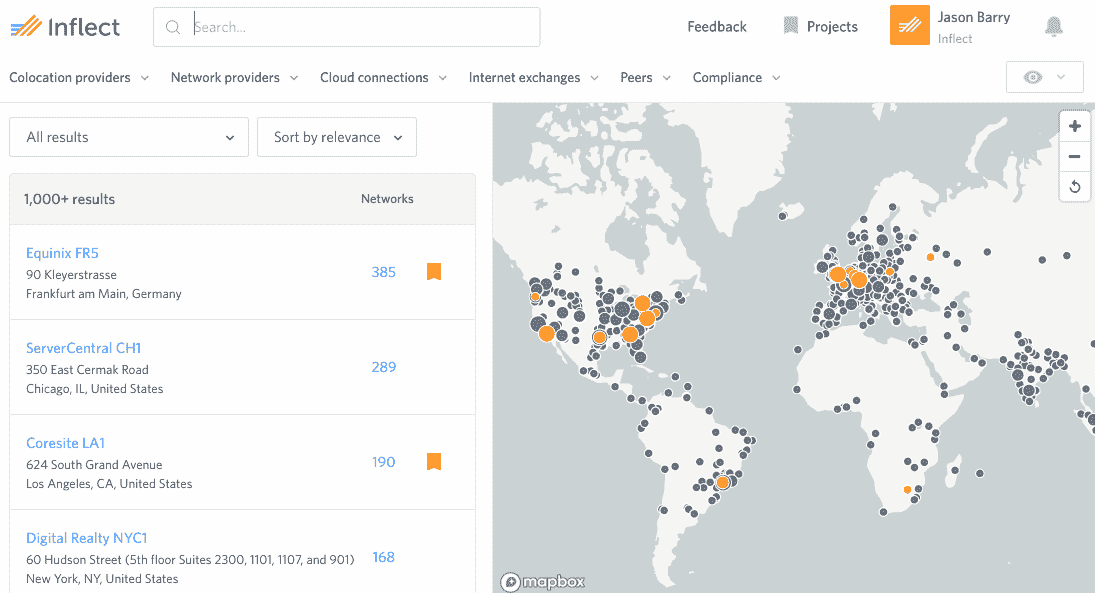 Inflect
Search...
Feedback
Projects
Jason Barry
Inflect
Colocation providers
Network providers
Cloud connections
Internet exchanges
Peers
Compliance
All results
Sort by relevance
1,000+ results
Networks
Equinix FR5
90 Kleyerstrasse
Frankfurt am Main, Germany
385
ServerCentral CH1
350 East Cermak Road
Chicago, IL, United States
289
Coresite LA1
624 South Grand Avenue
Los Angeles, CA, United States
190
Digital Realty NYC1
60 Hudson Street (5th floor Suites 2300, 1101, 1107, and 901)
New York, NY, United States
168
mapbox